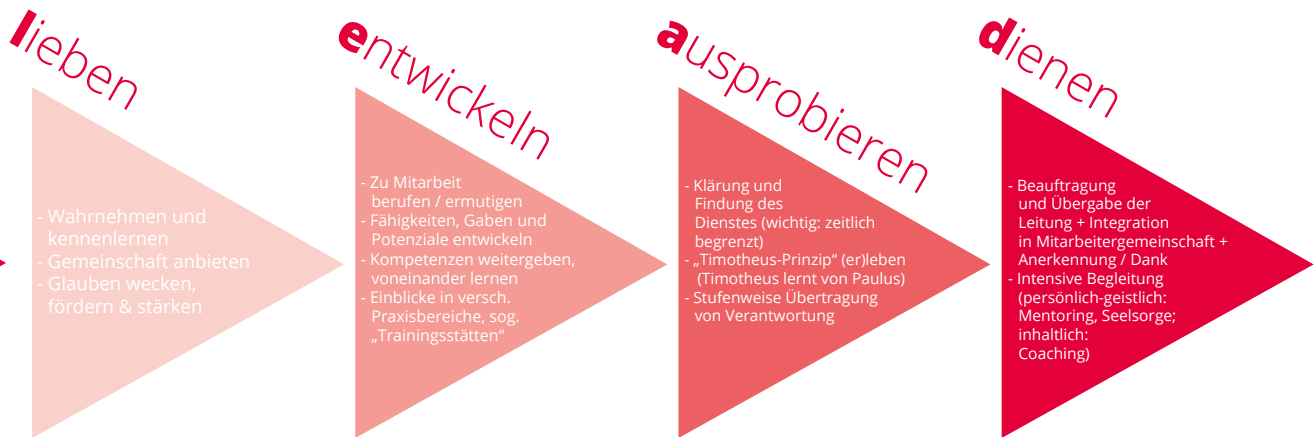 lieben
- Wahrnehmen und
kennenlernen
- Gemeinschaft anbieten
- Glauben wecken,
fördern & stärken
entwickeln
- Zu Mitarbeit
berufen / ermutigen
- Fähigkeiten, Gaben und
Potenziale entwickeln
- Kompetenzen weitergeben,
voneinander lernen
- Einblicke in versch.
Praxisbereiche, sog.
„Trainingsstätten“
ausprobieren
- Klärung und
Findung des
Dienstes (wichtig: zeitlich
begrenzt)
- „Timotheus-Prinzip“ (er)leben
(Timotheus lernt von Paulus)
- Stufenweise Übertragung
von Verantwortung
dienen
- Beauftragung
und Übergabe der
Leitung + Integration
in Mitarbeitergemeinschaft +
Anerkennung / Dank
- Intensive Begleitung
(persönlich-geistlich:
Mentoring, Seelsorge;
inhaltlich:
Coaching)